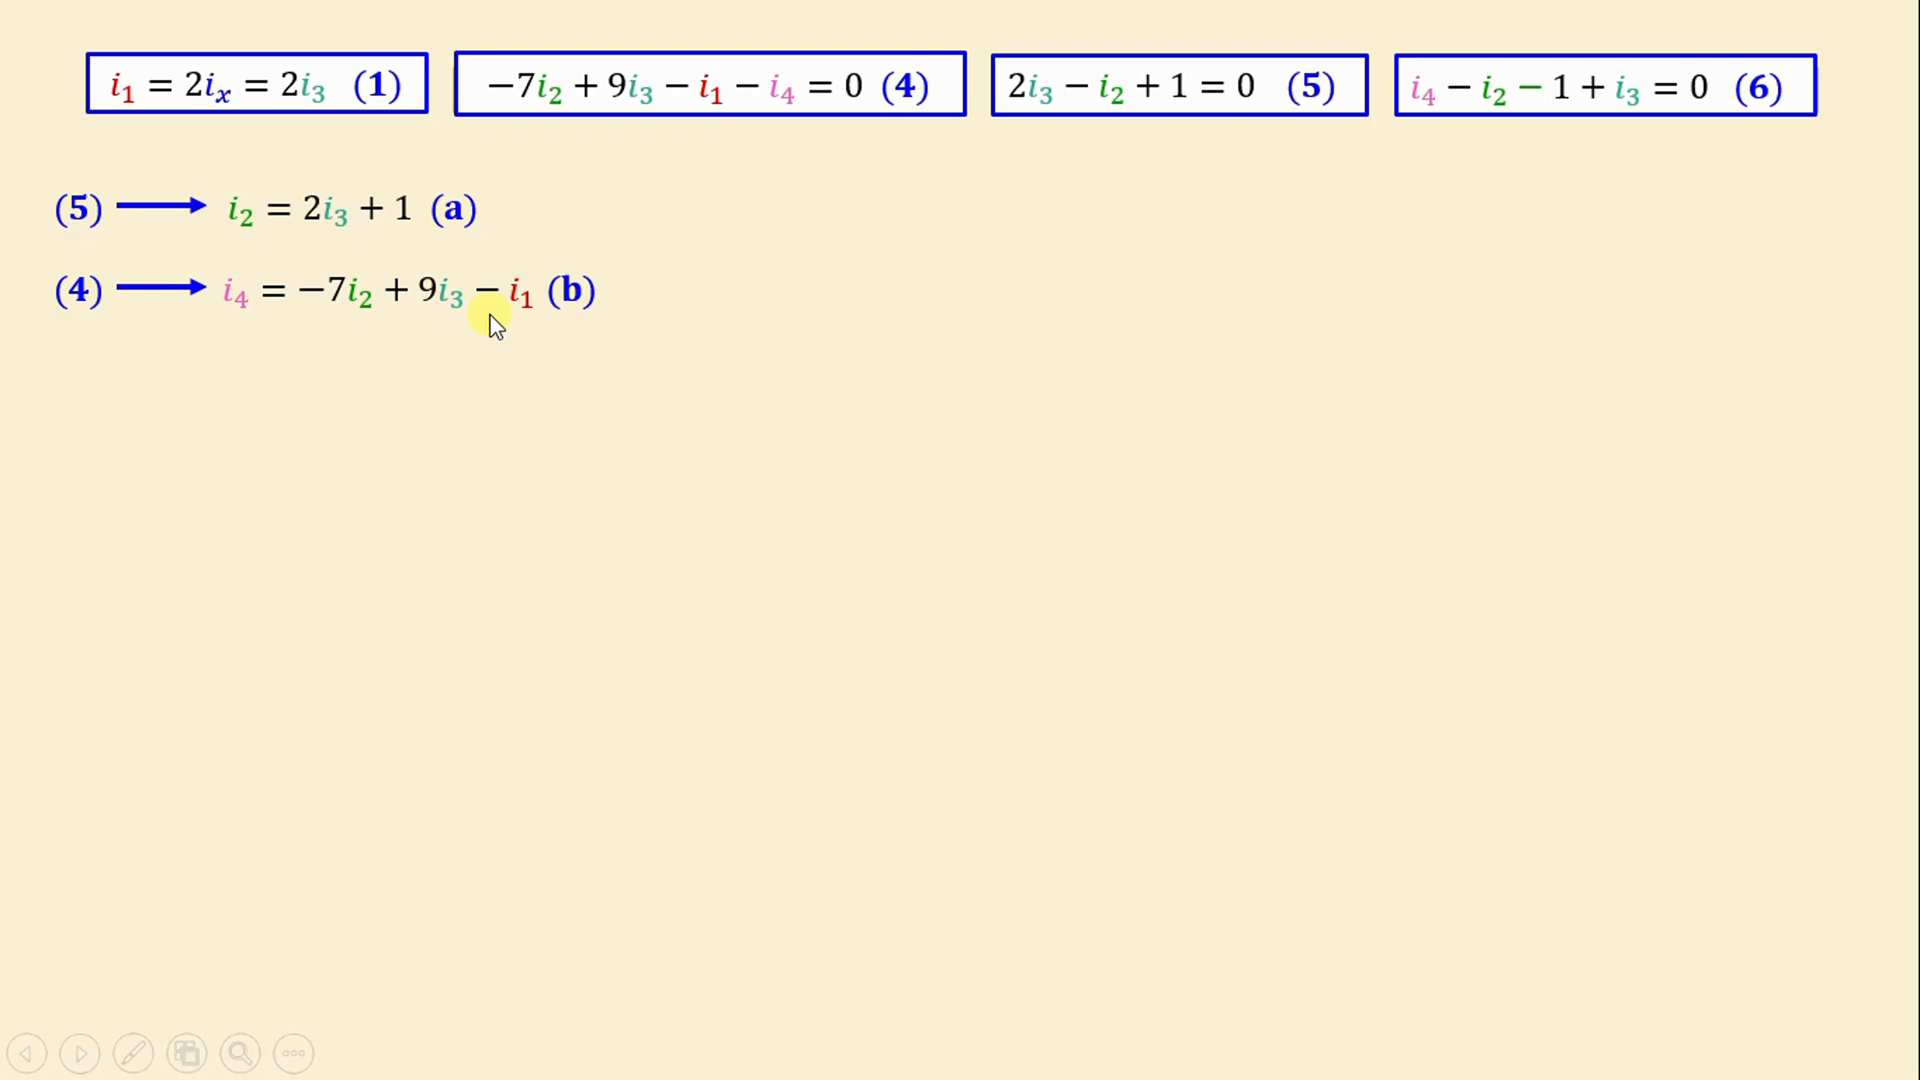 i₁ = 2iₓ = 2i₃ (1)
−7i₂ + 9i₃ − i₁ − i₄ = 0 (4)
2i₃ − i₂ + 1 = 0 (5)
i₄ − i₂ − 1 + i₃ = 0 (6)
(5) ⟶ i₂ = 2i₃ + 1 (a)
(4) ⟶ i₄ = −7i₂ + 9i₃ − i₁ (b)